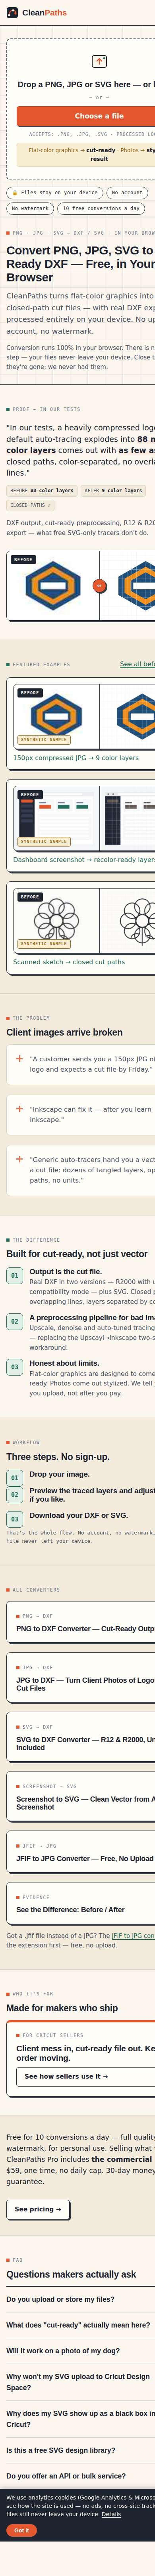 CleanPaths
Drop a PNG, JPG or SVG here — or
— or —
Choose a file
ACCEPTS: .PNG, .JPG, .SVG · PROCESSED
Flat-color graphics → cut-ready · Photos →
result
Files stay on your device
No account
No watermark
10 free conversions a day
PNG · JPG · SVG → DXF / SVG · IN YOUR
Convert PNG, JPG, SVG to
Ready DXF — Free, in Your
Browser
CleanPaths turns flat-color graphics into
closed-path cut files — with real DXF
processed entirely on your device. No
account, no watermark.
Conversion runs 100% in your browser. There is
step — your files never leave your device. Close
they're gone; we never had them.
PROOF — IN OUR TESTS
"In our tests, a heavily compressed logo
default auto-tracing explodes into 88
color layers comes out with as few as
closed paths, color-separated, no
lines."
BEFORE 88 color layers
AFTER 9 color layers
CLOSED PATHS ✓
DXF output, cut-ready preprocessing, R12 & R2000
export — what free SVG-only tracers don't do.
BEFORE
FEATURED EXAMPLES
See all
BEFORE
SYNTHETIC SAMPLE
150px compressed JPG → 9 color layers
BEFORE
SYNTHETIC SAMPLE
Dashboard screenshot → recolor-ready
BEFORE
SYNTHETIC SAMPLE
Scanned sketch → closed cut paths
THE PROBLEM
Client images arrive broken
"A customer sends you a 150px JPG of
logo and expects a cut file by Friday."
"Inkscape can fix it — after you learn
Inkscape."
"Generic auto-tracers hand you a
a cut file: dozens of tangled layers,
paths, no units."
THE DIFFERENCE
Built for cut-ready, not just vector
01
Output is the cut file.
Real DXF in two versions — R2000 with
compatibility mode — plus SVG. Closed
overlapping lines, layers separated by
02
A preprocessing pipeline for bad
Upscale, denoise and auto-tuned tracing
— replacing the Upscayl→Inkscape
workaround.
03
Honest about limits.
Flat-color graphics are designed to come
ready. Photos come out stylized. We tell
you upload, not after you pay.
WORKFLOW
Three steps. No sign-up.
01
Drop your image.
02
Preview the traced layers and adjust
if you like.
03
Download your DXF or SVG.
That's the whole flow. No account, no watermark,
file never left your device.
ALL CONVERTERS
PNG → DXF
PNG to DXF Converter — Cut-Ready
JPG → DXF
JPG to DXF — Turn Client Photos of
Cut Files
SVG → DXF
SVG to DXF Converter — R12 & R2000,
Included
SCREENSHOT → SVG
Screenshot to SVG — Clean Vector from
Screenshot
JFIF → JPG
JFIF to JPG Converter — Free, No Upload
EVIDENCE
See the Difference: Before / After
Got a .jfif file instead of a JPG? The JFIF to JPG
the extension first — free, no upload.
WHO IT'S FOR
Made for makers who ship
FOR CRICUT SELLERS
Client mess in, cut-ready file out.
order moving.
See how sellers use it →
Free for 10 conversions a day — full
watermark, for personal use. Selling what
CleanPaths Pro includes the commercial
$59, one time, no daily cap. 30-day
guarantee.
See pricing →
FAQ
Questions makers actually ask
Do you upload or store my files?
What does "cut-ready" actually mean here?
Will it work on a photo of my dog?
Why won't my SVG upload to Cricut Design
Space?
Why does my SVG show up as a black box in
Cricut?
Is this a free SVG design library?
Do you offer an API or bulk service?
We use analytics cookies (Google Analytics &
see how the site is used — no ads, no
files still never leave your device. Details
Got it